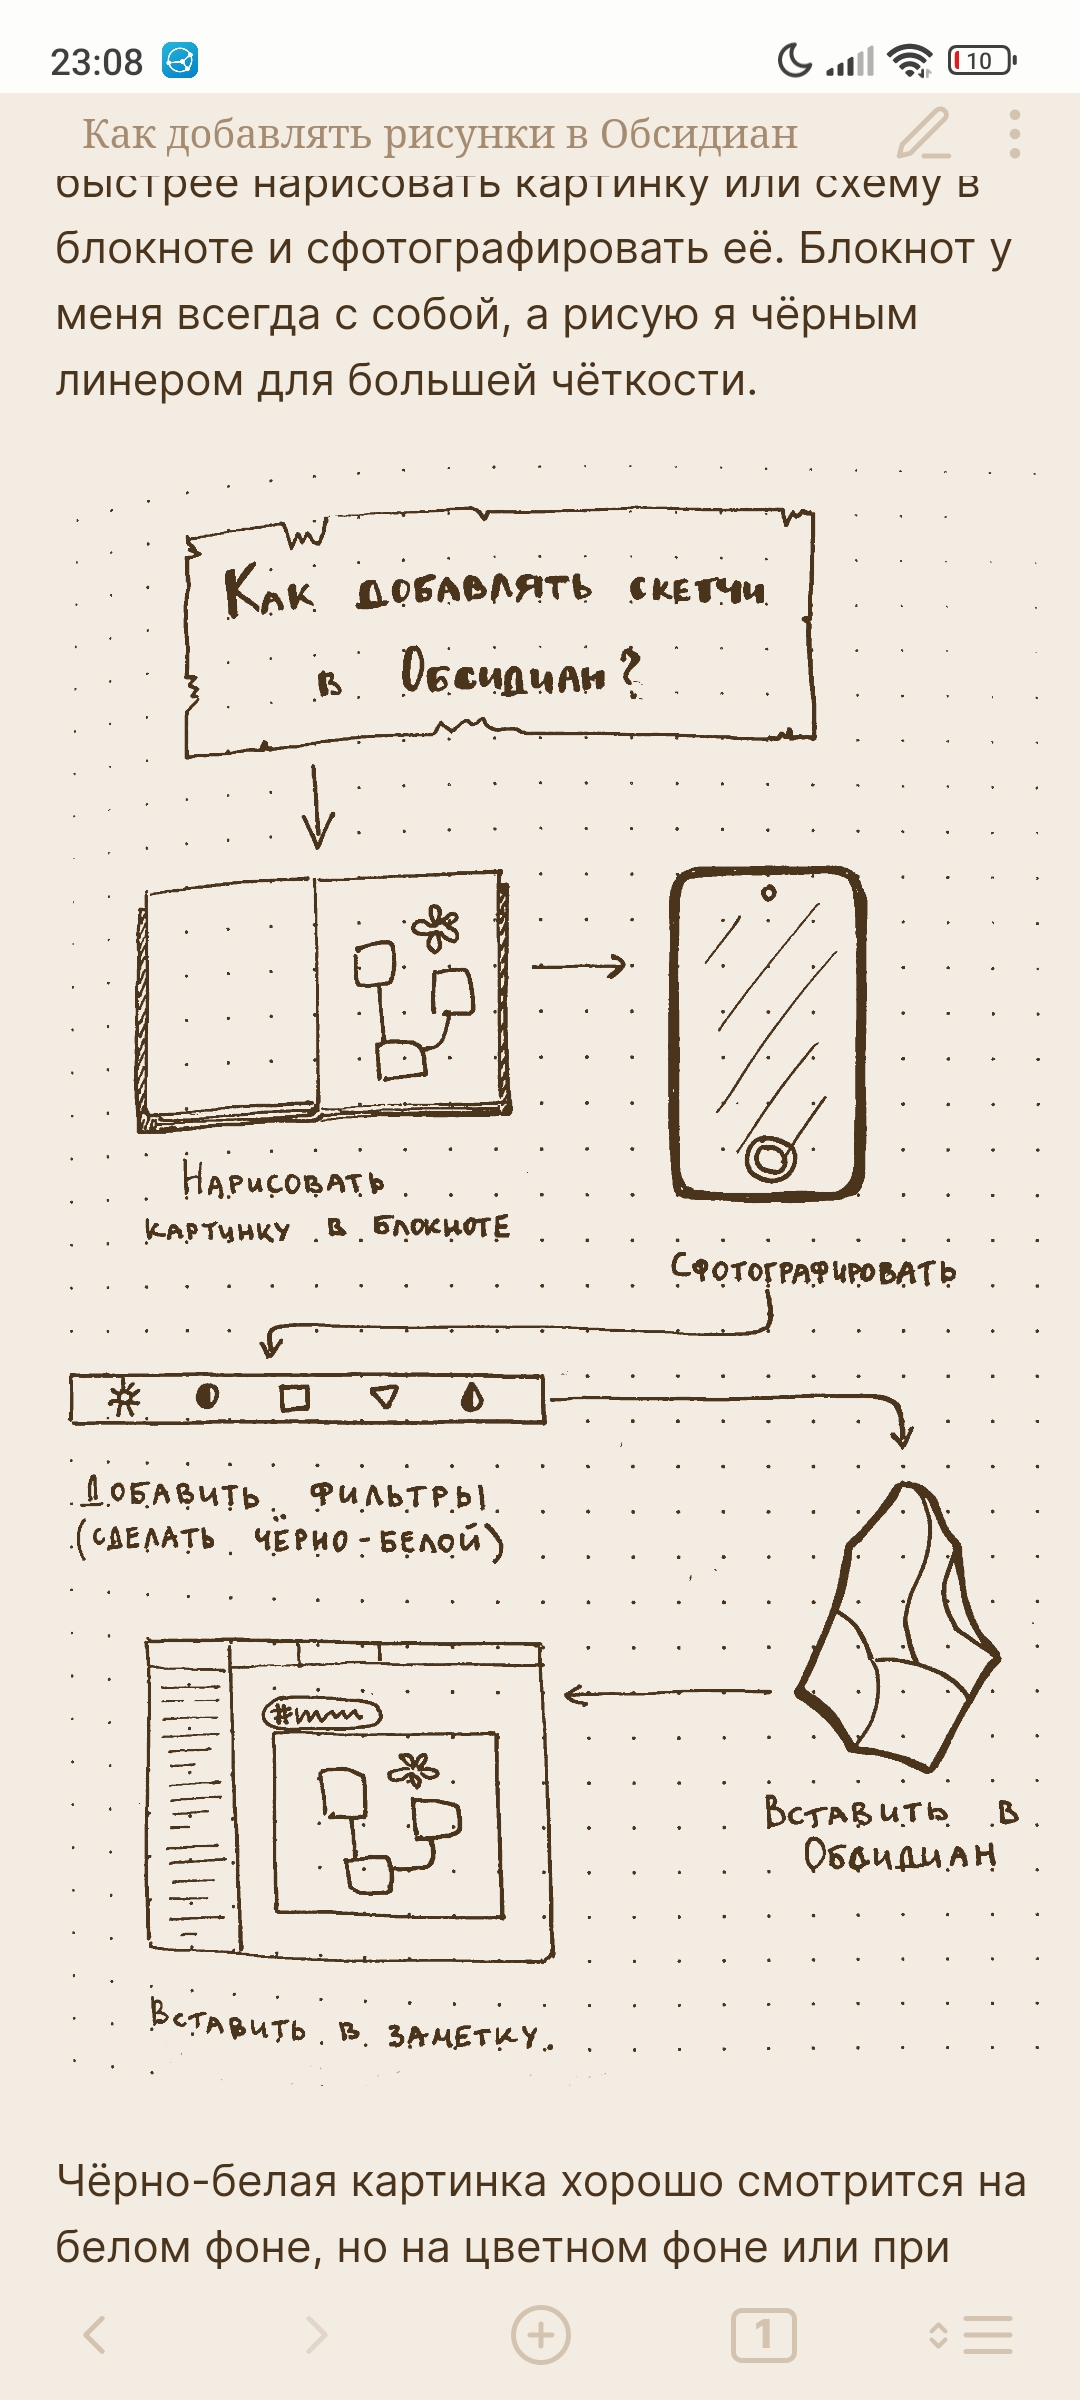 23:08
10
Как добавлять рисунки в Обсидиан
быстрее нарисовать картинку или схему в
блокноте и сфотографировать её. Блокнот у
меня всегда с собой, а рисую я чёрным
линером для большей чёткости.
Как добавлять скетчи
в Обсидиан?
Нарисовать
картинку в блокноте
Сфотографировать
Добавить фильтры
(сделать чёрно-белой)
Вставить в
Обсидиан
#
Вставить в заметку.
Чёрно-белая картинка хорошо смотрится на
белом фоне, но на цветном фоне или при
1